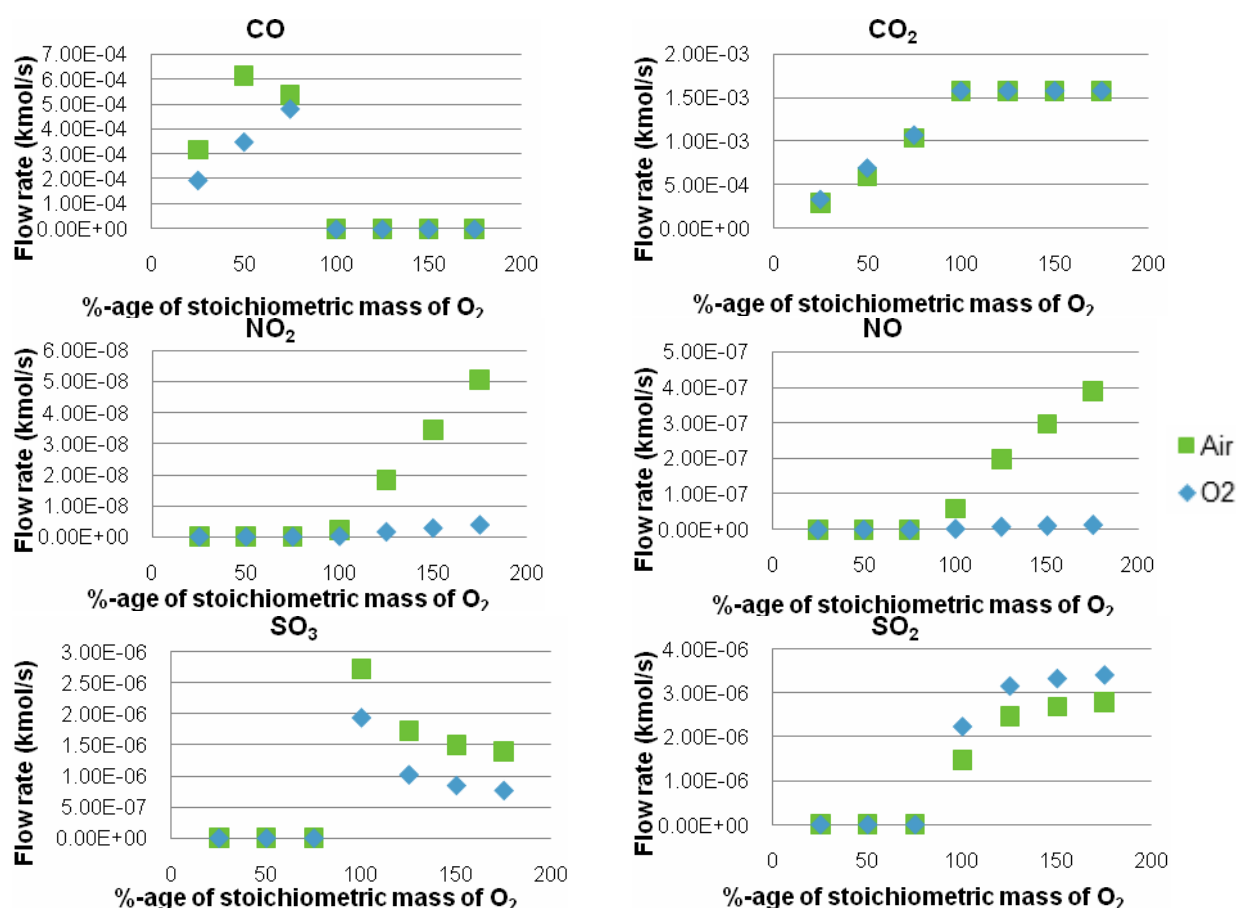 CO
Flow rate (kmol/s)
7.00E-04
6.00E-04
5.00E-04
4.00E-04
3.00E-04
2.00E-04
1.00E-04
0.00E+00
0 50 100 150 200
%-age of stoichiometric mass of O₂
CO₂
Flow rate (kmol/s)
2.00E-03
1.50E-03
1.00E-03
5.00E-04
0.00E+00
0 50 100 150 200
%-age of stoichiometric mass of O₂
NO₂
Flow rate (kmol/s)
6.00E-08
5.00E-08
4.00E-08
3.00E-08
2.00E-08
1.00E-08
0.00E+00
0 50 100 150 200
%-age of stoichiometric mass of O₂
NO
Flow rate (kmol/s)
5.00E-07
4.00E-07
3.00E-07
2.00E-07
1.00E-07
0.00E+00
0 50 100 150 200
%-age of stoichiometric mass of O₂
Air
O2
SO₃
Flow rate (kmol/s)
3.00E-06
2.50E-06
2.00E-06
1.50E-06
1.00E-06
5.00E-07
0.00E+00
0 50 100 150 200
%-age of stoichiometric mass of O₂
SO₂
Flow rate (kmol/s)
4.00E-06
3.00E-06
2.00E-06
1.00E-06
0.00E+00
0 50 100 150 200
%-age of stoichiometric mass of O₂